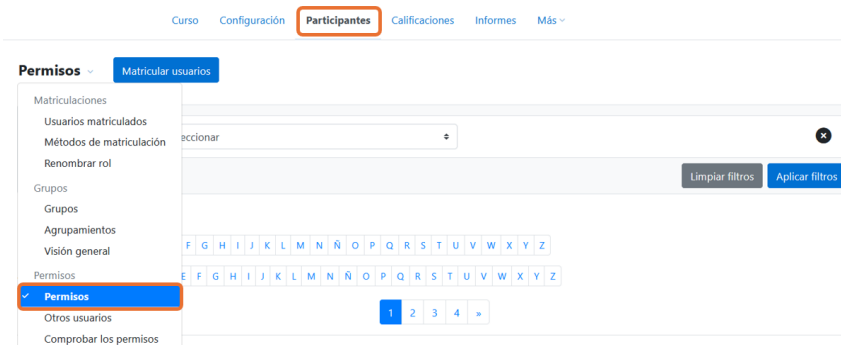 Curso Configuración Participantes Calificaciones Informes Más
Permisos Matricular usuarios
Matriculaciones
Usuarios matriculados
eccionar
Métodos de matriculación
Renombrar rol
Limpiar filtros Aplicar filtros
Grupos
Grupos
Agrupamientos
Visión general
F G H I J K L M N Ñ O P Q R S T U V W X Y Z
Permisos
E F G H I J K L M N Ñ O P Q R S T U V W X Y Z
Permisos
1 2 3 4 »
Otros usuarios
Comprobar los permisos